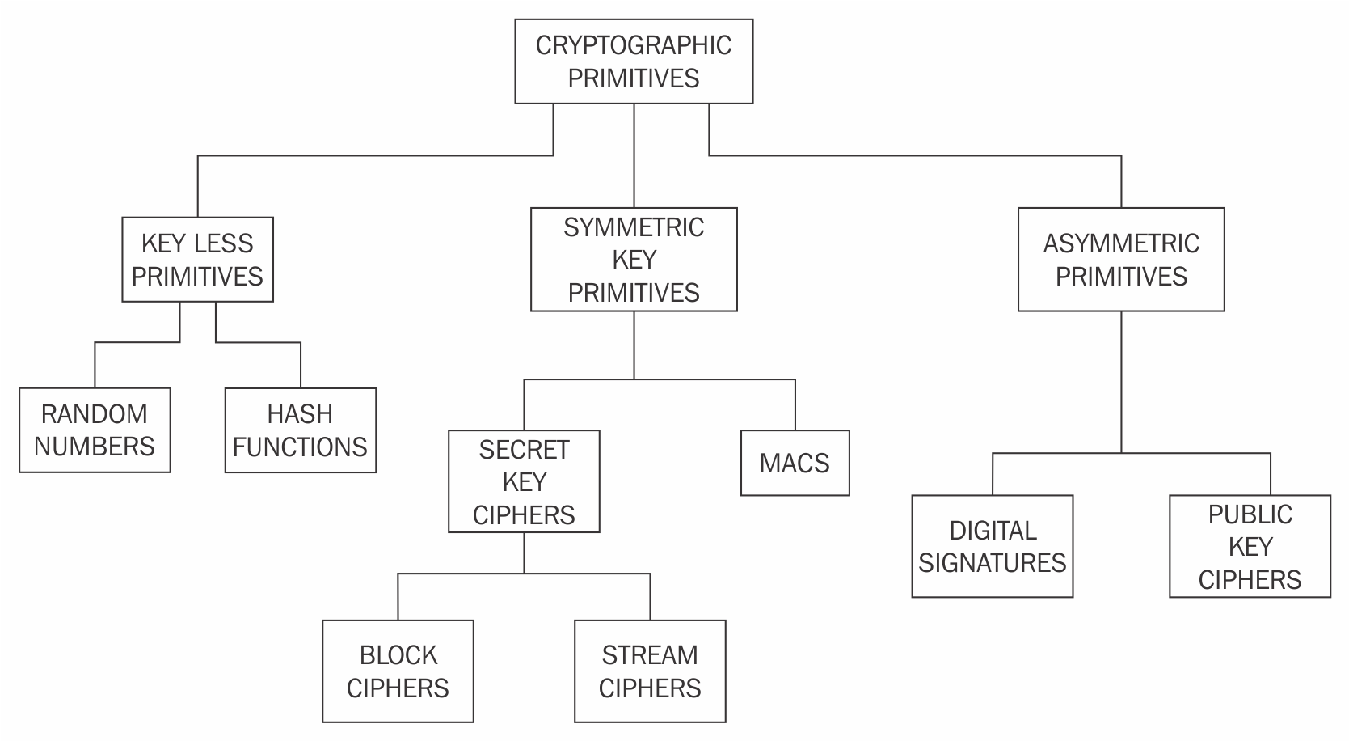 CRYPTOGRAPHIC
PRIMITIVES
KEY LESS
PRIMITIVES
SYMMETRIC
KEY
PRIMITIVES
ASYMMETRIC
PRIMITIVES
RANDOM
NUMBERS
HASH
FUNCTIONS
SECRET
KEY
CIPHERS
MACS
DIGITAL
SIGNATURES
PUBLIC
KEY
CIPHERS
BLOCK
CIPHERS
STREAM
CIPHERS